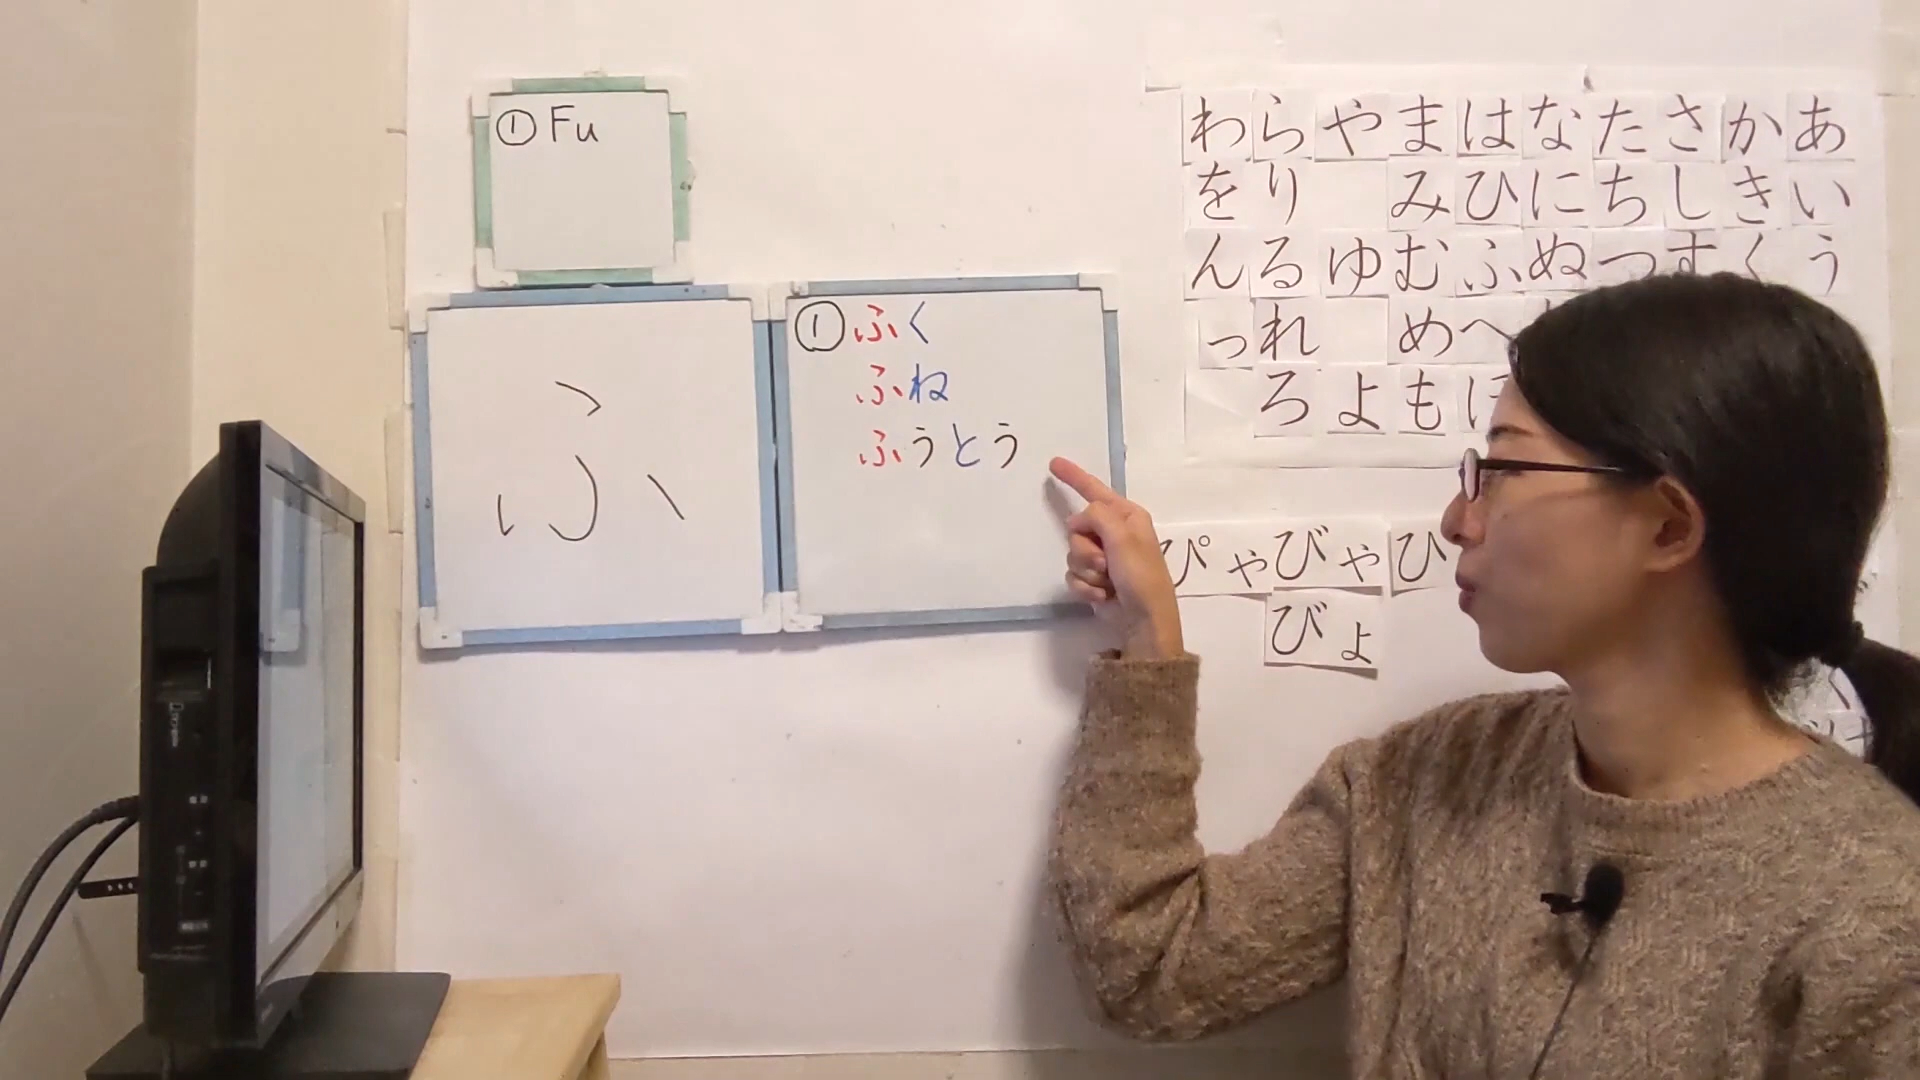 ① Fu
ふ
① ふく
ふね
ふうとう
わらやまはなたさかあ
をり みひにちしきい
んるゆむふぬつすくう
っれ めへ
ろよも
ぴゃびゃひ
びょ